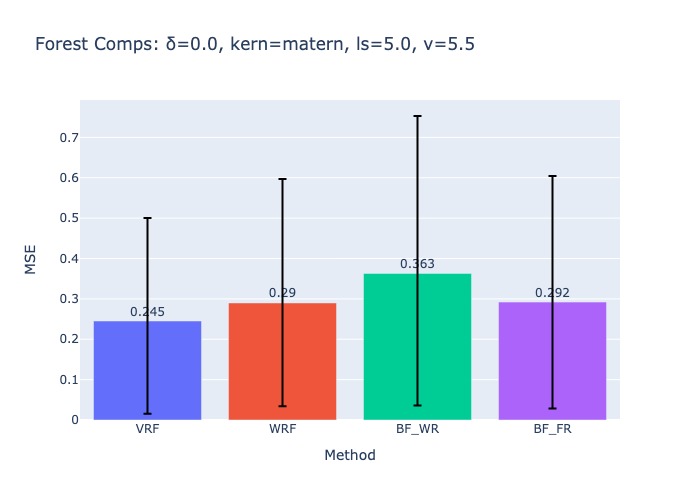 Forest Comps: δ=0.0, kern=matern, ls=5.0, v=5.5
MSE
0.7
0.6
0.5
0.4
0.3
0.2
0.1
0
0.245
0.29
0.363
0.292
VRF
WRF
BF_WR
BF_FR
Method